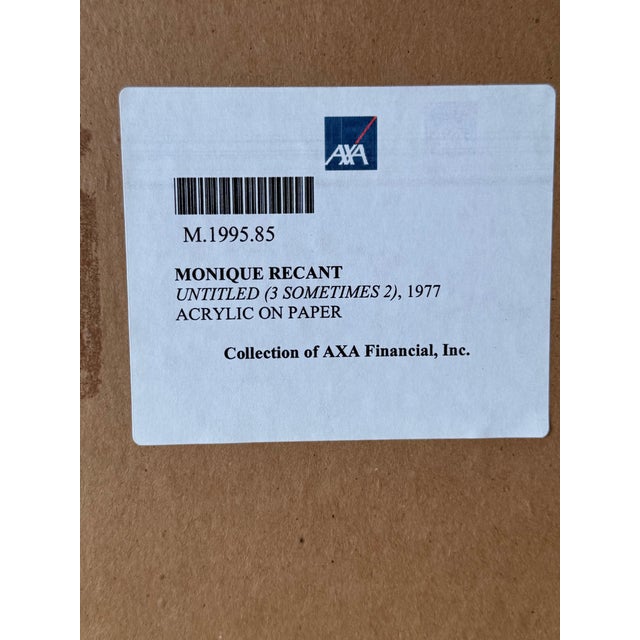 AXA
M.1995.85
MONIQUE RECANT
UNTITLED (3 SOMETIMES 2), 1977
ACRYLIC ON PAPER
Collection of AXA Financial, Inc.